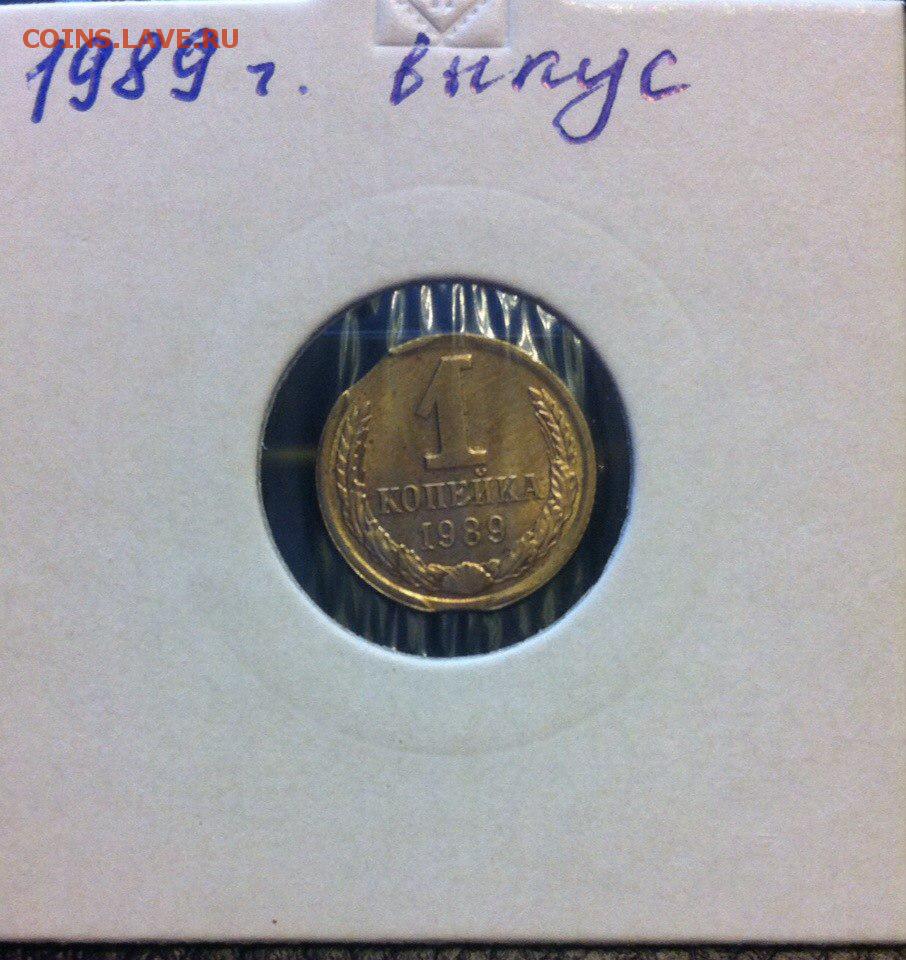 COINS.LAVE.RU
1989 г. выкус
1
КОПЕЙКА
1989